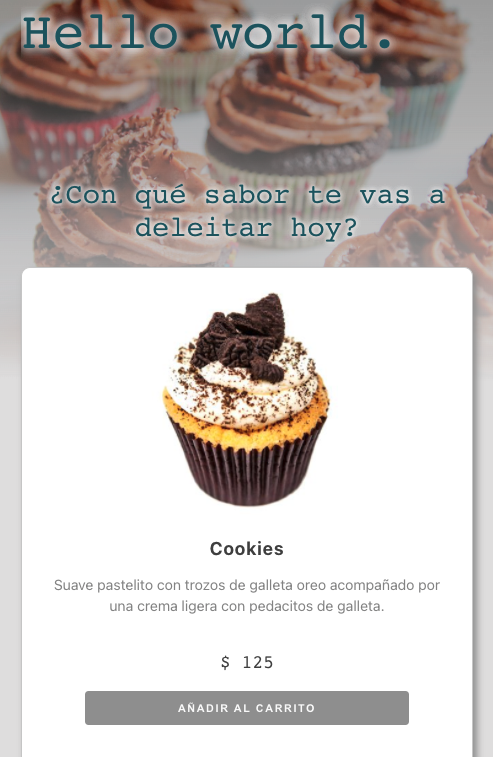 Hello world.
¿Con qué sabor te vas a
deleitar hoy?
Cookies
Suave pastelito con trozos de galleta oreo acompañado por
una crema ligera con pedacitos de galleta.
$ 125
AÑADIR AL CARRITO